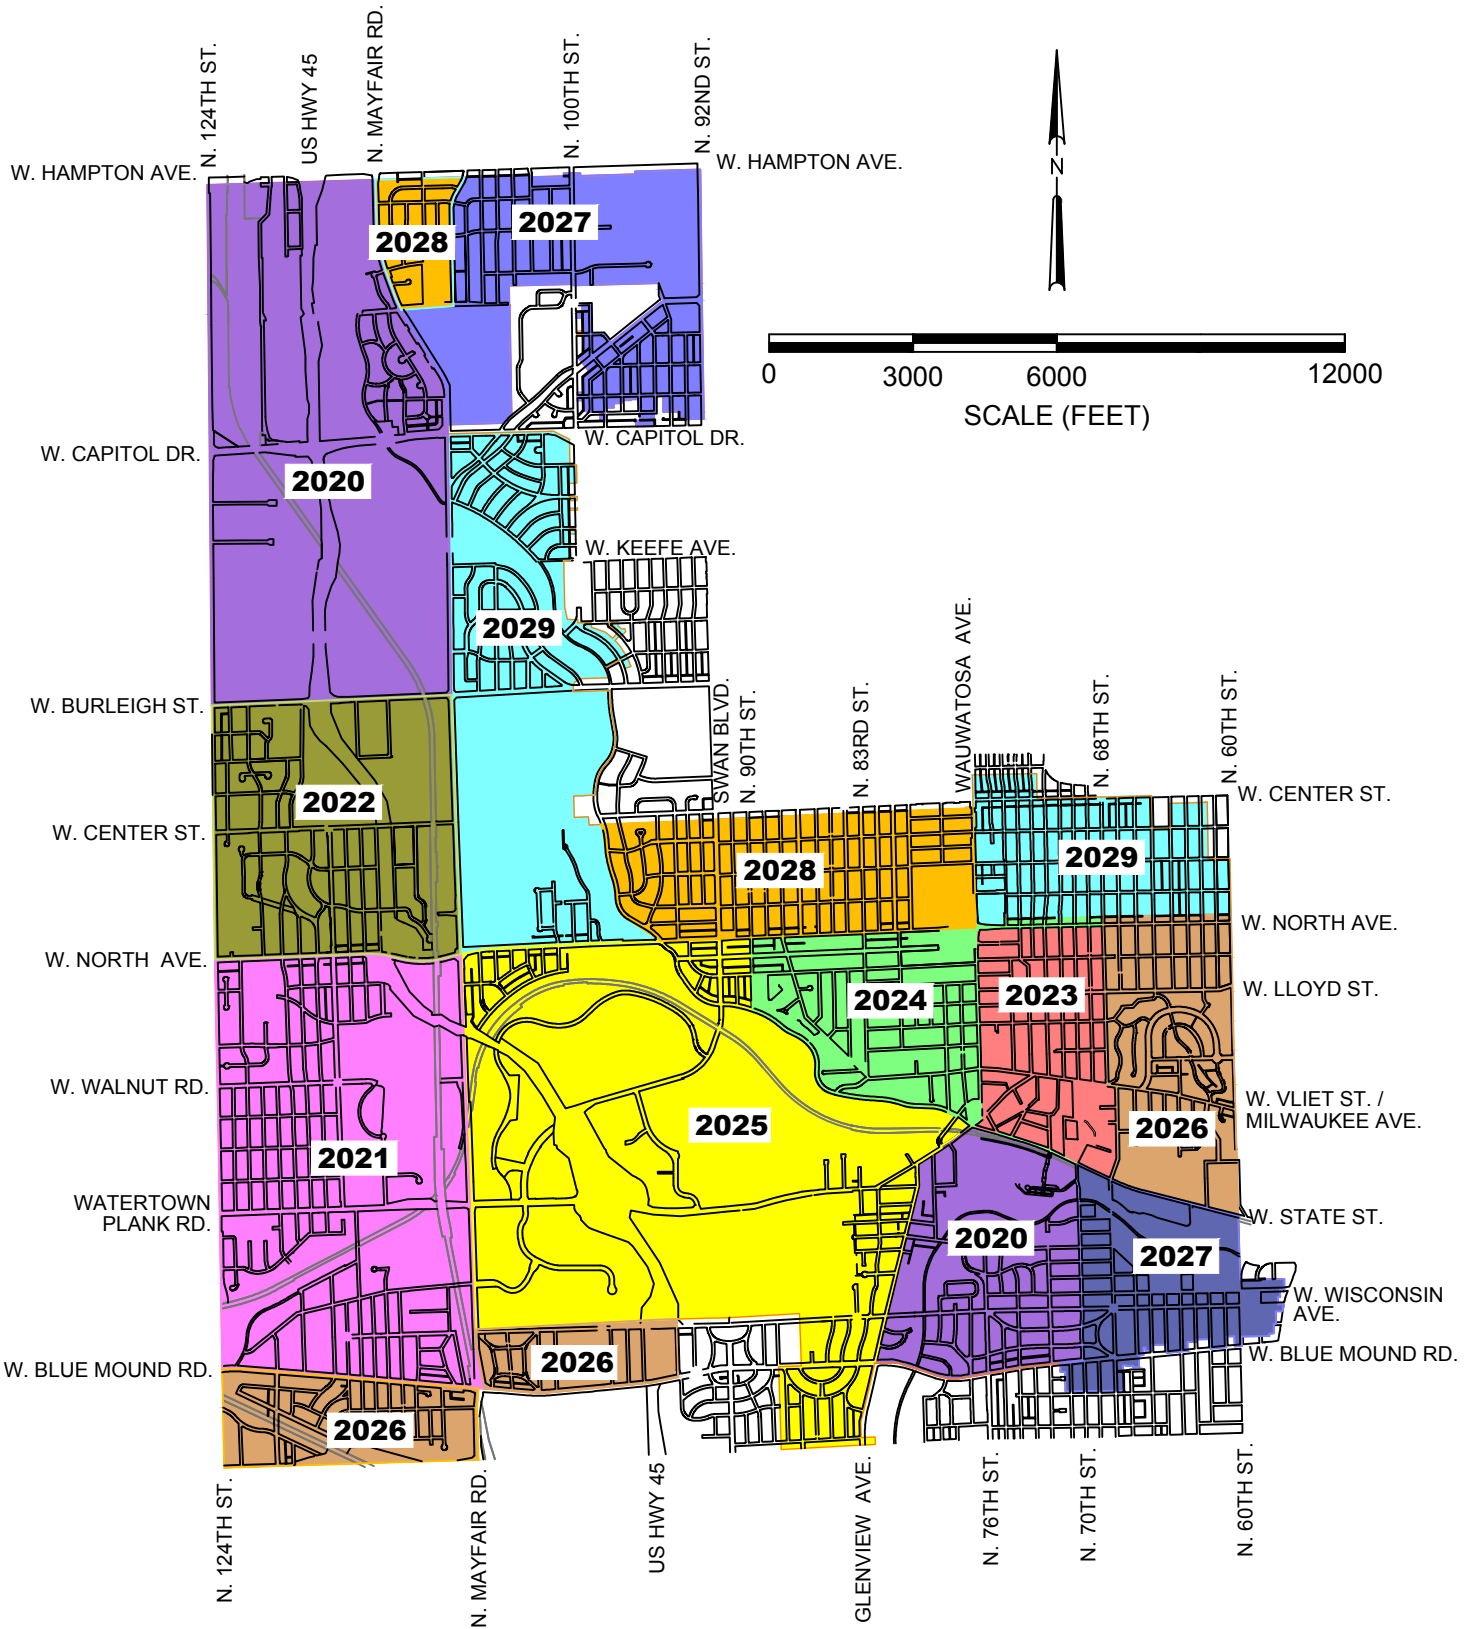 N. 124TH ST.
US HWY 45
N. MAYFAIR RD.
N. 100TH ST.
N. 92ND ST.
W. HAMPTON AVE.
W. HAMPTON AVE.
N
2028
2027
0
3000
6000
12000
SCALE (FEET)
W. CAPITOL DR.
W. CAPITOL DR.
2020
W. KEEFE AVE.
2029
W. BURLEIGH ST.
SWAN BLVD.
N. 90TH ST.
N. 83RD ST.
WAUWATOSA AVE.
N. 68TH ST.
N. 60TH ST.
2022
W. CENTER ST.
W. CENTER ST.
2028
2029
W. NORTH AVE.
W. NORTH AVE.
2024
2023
W. LLOYD ST.
W. WALNUT RD.
2025
2026
W. VLIET ST. /
MILWAUKEE AVE.
2021
WATERTOWN
PLANK RD.
W. STATE ST.
2020
2027
W. WISCONSIN
AVE.
W. BLUE MOUND RD.
2026
W. BLUE MOUND RD.
2026
N. 124TH ST.
N. MAYFAIR RD.
US HWY 45
GLENVIEW AVE.
N. 76TH ST.
N. 70TH ST.
N. 60TH ST.